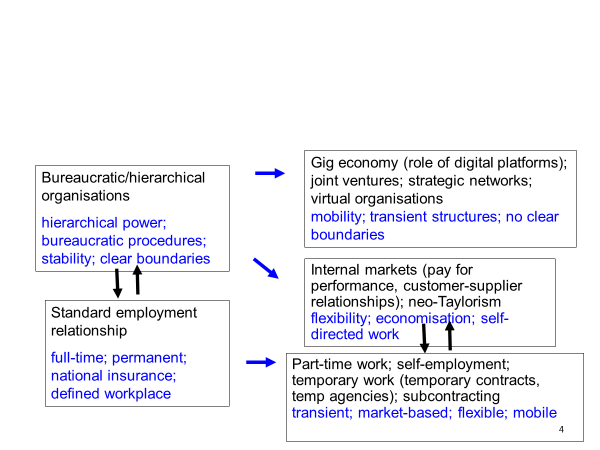 Bureaucratic/hierarchical
organisations
hierarchical power;
bureaucratic procedures;
stability; clear boundaries
Standard employment
relationship
full-time; permanent;
national insurance;
defined workplace
Gig economy (role of digital platforms);
joint ventures; strategic networks;
virtual organisations
mobility; transient structures; no clear
boundaries
Internal markets (pay for
performance, customer-supplier
relationships); neo-Taylorism
flexibility; economisation; self-
directed work
Part-time work; self-employment;
temporary work (temporary contracts,
temp agencies); subcontracting
transient; market-based; flexible; mobile
4